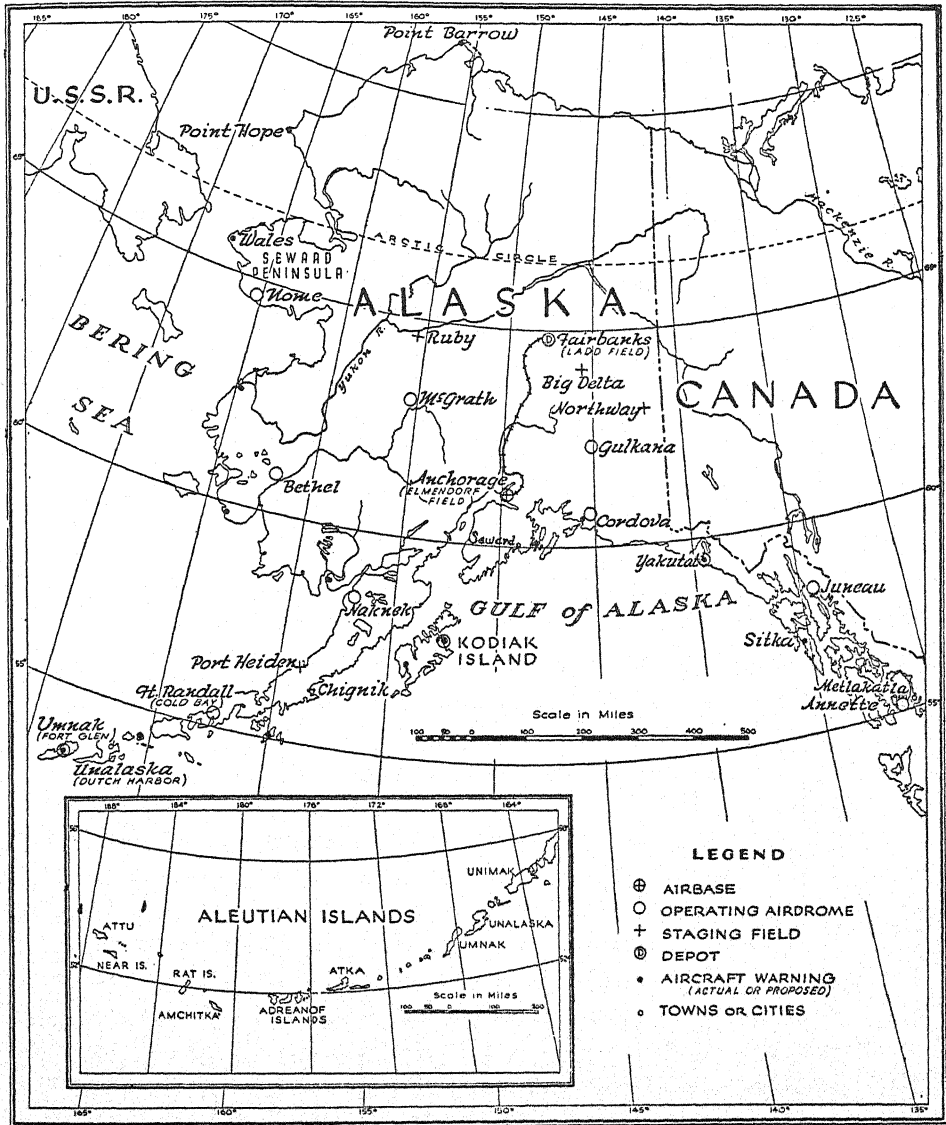 185° 180° 175° 170° 165° 160° 155° 150° 145° 140° 135° 130° 125°
Point Barrow
U.S.S.R.
Point Hope
65°
Mackenzie R.
ARCTIC CIRCLE
Wales
SEWARD
PENINSULA
65°
Nome
ALASKA
BERING
SEA
Yukon R.
Ruby
Fairbanks
(LADD FIELD)
Big Delta
CANADA
McGrath
Northway
60°
Gulkana
Bethel
Anchorage
(ELMENDORF
FIELD)
60°
Cordova
Seward
Yakutat
Juneau
Naknek
GULF of ALASKA
KODIAK
ISLAND
Sitka
55°
Port Heiden
Chignik
Ft. Randall
(COLD BAY)
Metlakatla
Annette
55°
Scale in Miles
100 50 0 100 200 300 400 500
Umnak
(FORT GLEN)
Unalaska
(DUTCH HARBOR)
188° 184° 180° 176° 172° 168° 164°
UNIMAK
ALEUTIAN ISLANDS
UNALASKA
ATTU
UMNAK
NEAR IS.
52°
52°
RAT IS.
ATKA
AMCHITKA
ADREANOF
ISLANDS
Scale in Miles
100 50 0 100 200
LEGEND
AIRBASE
OPERATING AIRDROME
STAGING FIELD
D DEPOT
AIRCRAFT WARNING
(ACTUAL OR PROPOSED)
TOWNS OR CITIES
165° 160° 155° 150° 145° 140° 135°